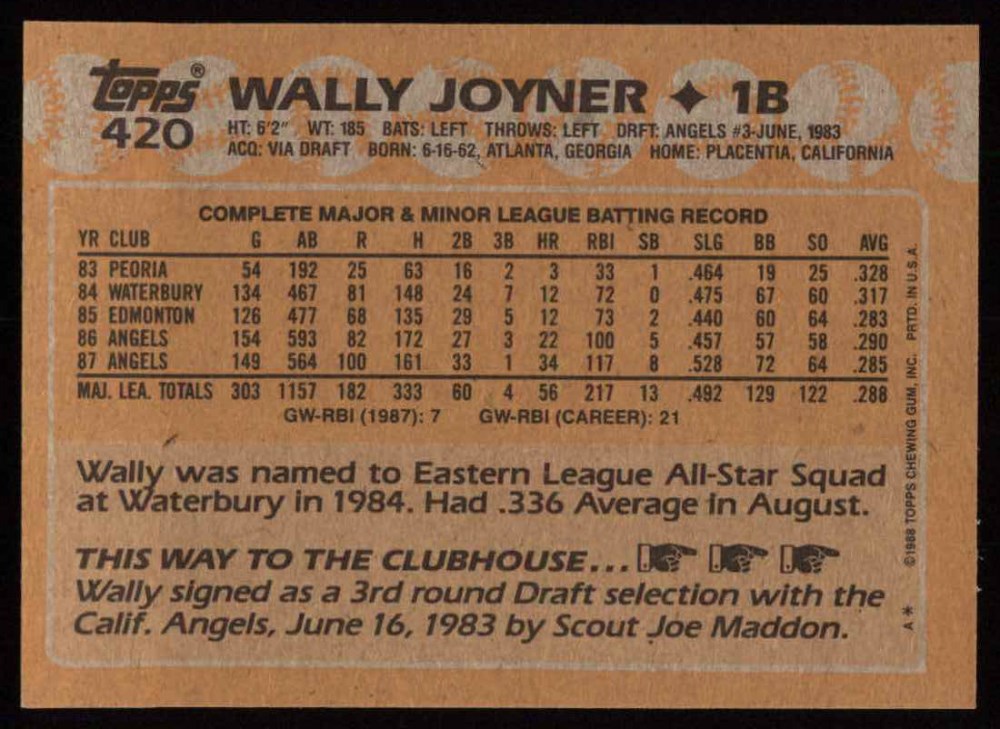 topps® WALLY JOYNER ✦ 1B
420
HT: 6'2" WT: 185 BATS: LEFT THROWS: LEFT DRFT: ANGELS #3-JUNE, 1983
ACQ: VIA DRAFT BORN: 6-16-62, ATLANTA, GEORGIA HOME: PLACENTIA, CALIFORNIA
COMPLETE MAJOR & MINOR LEAGUE BATTING RECORD
YR CLUB G AB R H 2B 3B HR RBI SB SLG BB SO AVG
83 PEORIA 54 192 25 63 16 2 3 33 1 .464 19 25 .328
84 WATERBURY 134 467 81 148 24 7 12 72 0 .475 67 60 .317
85 EDMONTON 126 477 68 135 29 5 12 73 2 .440 60 64 .283
86 ANGELS 154 593 82 172 27 3 22 100 5 .457 57 58 .290
87 ANGELS 149 564 100 161 33 1 34 117 8 .528 72 64 .285
MAJ. LEA. TOTALS 303 1157 182 333 60 4 56 217 13 .492 129 122 .288
GW-RBI (1987): 7 GW-RBI (CAREER): 21
Wally was named to Eastern League All-Star Squad
at Waterbury in 1984. Had .336 Average in August.
THIS WAY TO THE CLUBHOUSE...
Wally signed as a 3rd round Draft selection with the
Calif. Angels, June 16, 1983 by Scout Joe Maddon.
©1988 TOPPS CHEWING GUM, INC. PRTD. IN U.S.A.
A*